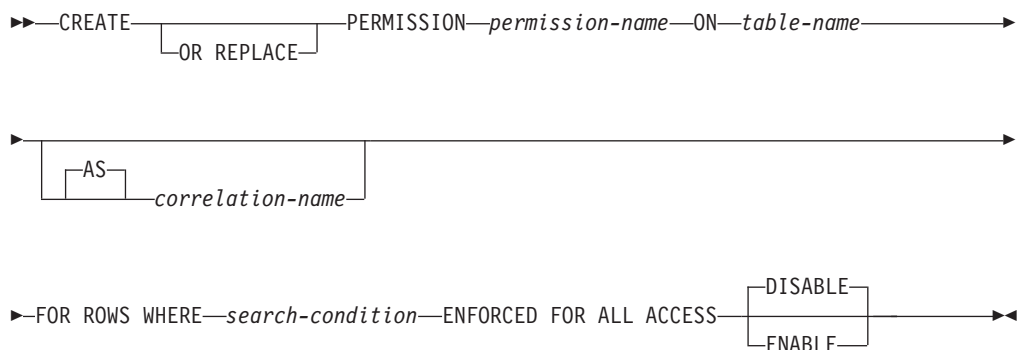 CREATE PERMISSION permission-name ON table-name
OR REPLACE
AS
correlation-name
DISABLE
FOR ROWS WHERE search-condition ENFORCED FOR ALL ACCESS
ENABLE